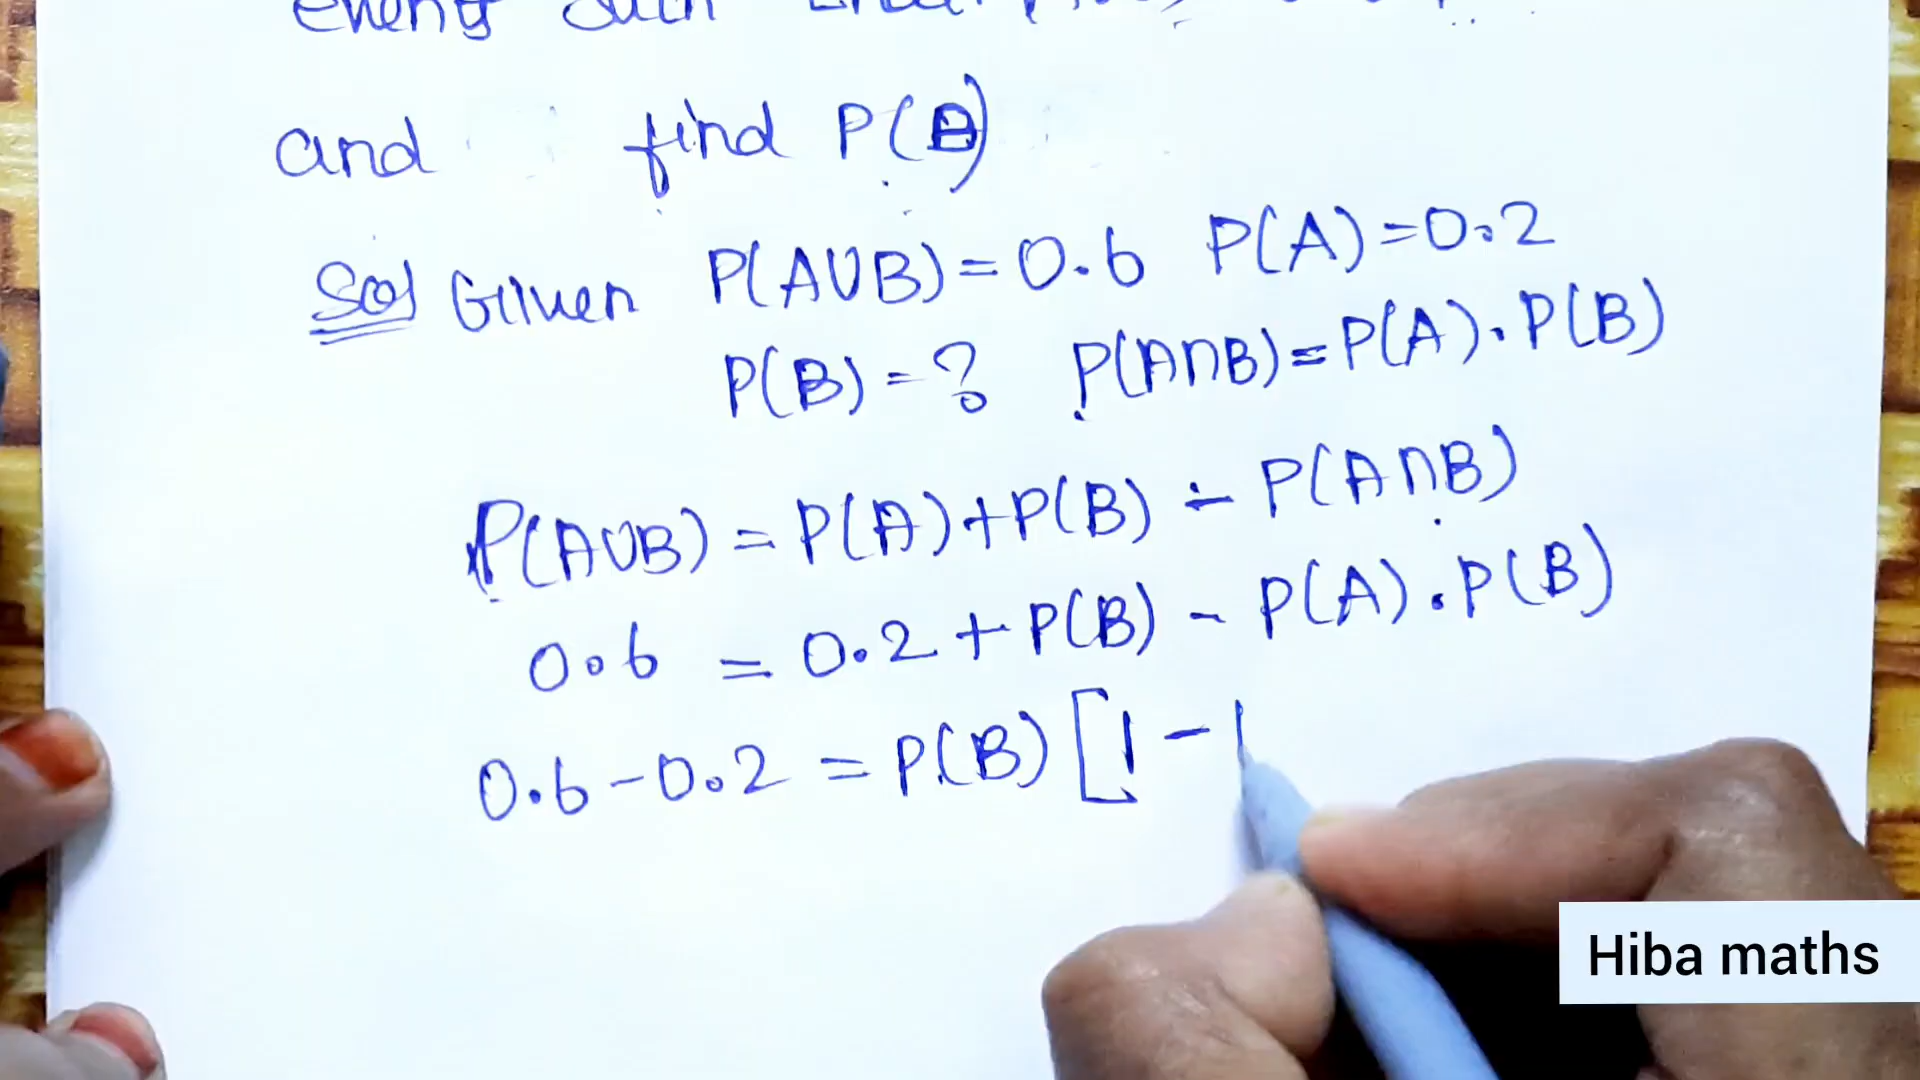 and find P(B)
Sol Given P(A∪B) = 0.6 P(A) = 0.2
P(B) = ? P(A∩B) = P(A) . P(B)
P(A∪B) = P(A) + P(B) - P(A∩B)
0.6 = 0.2 + P(B) - P(A) . P(B)
0.6 - 0.2 = P(B) [1 -
Hiba maths